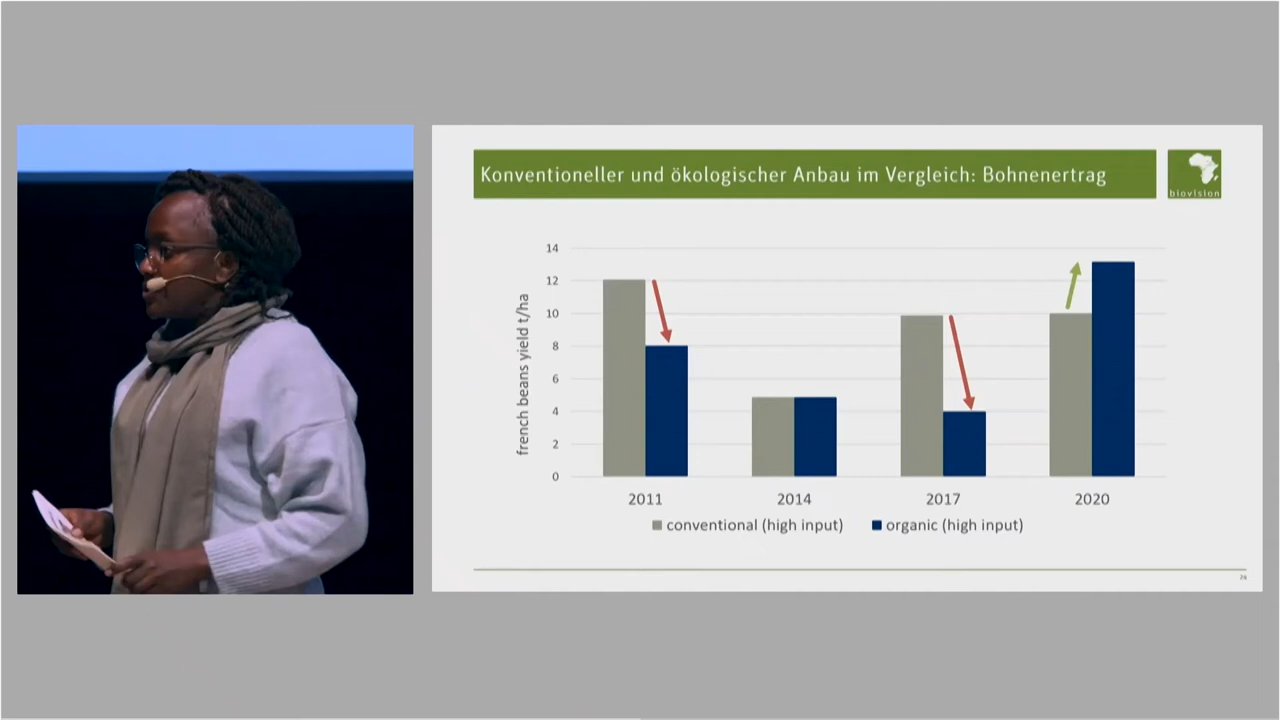 Konventioneller und ökologischer Anbau im Vergleich: Bohnenertrag
biovision
french beans yield t/ha
14
12
10
8
6
4
2
0
2011 2014 2017 2020
conventional (high input) organic (high input)
26